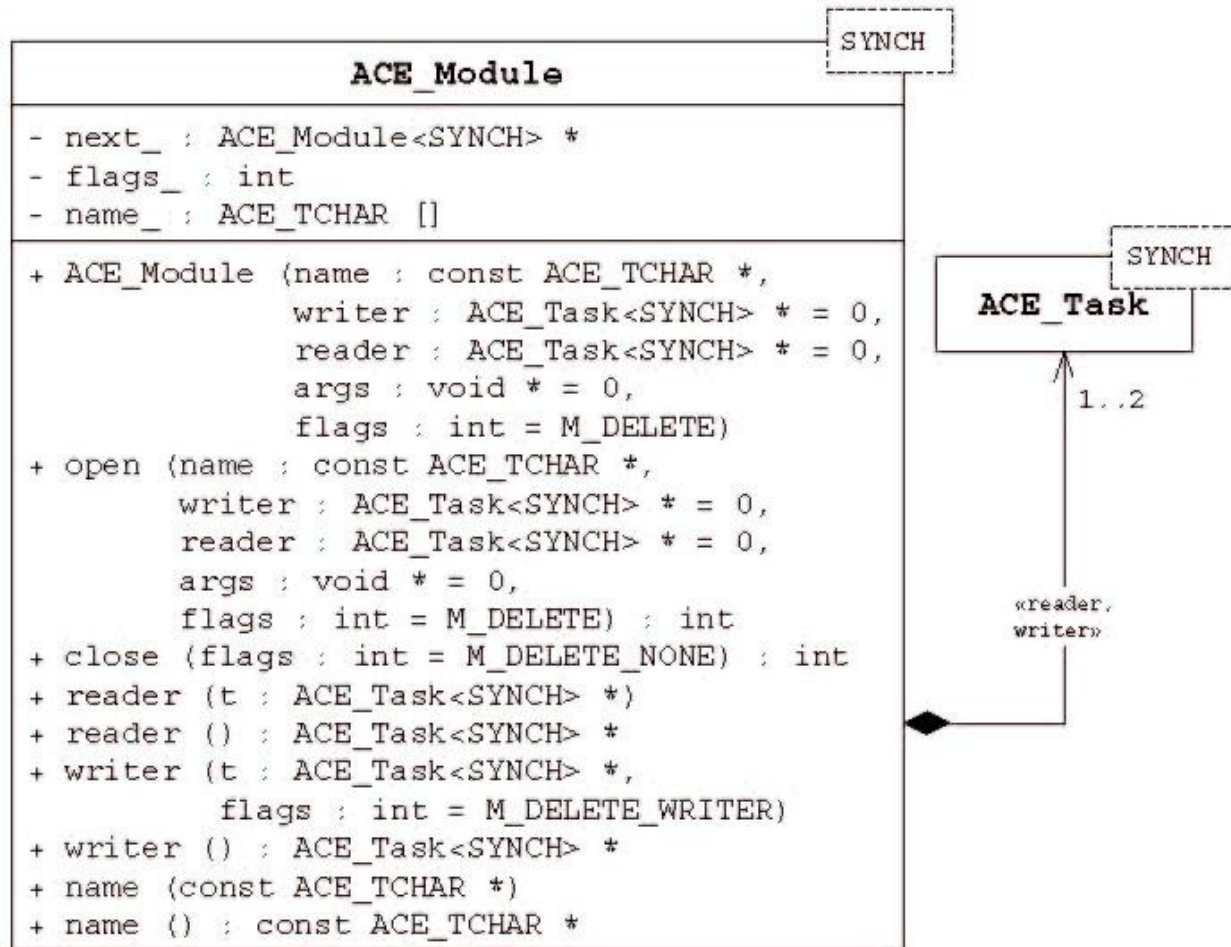 SYNCH
ACE_Module
- next_ : ACE_Module<SYNCH> *
- flags_ : int
- name_ : ACE_TCHAR []
+ ACE_Module (name : const ACE_TCHAR *,
writer : ACE_Task<SYNCH> * = 0,
reader : ACE_Task<SYNCH> * = 0,
args : void * = 0,
flags : int = M_DELETE)
+ open (name : const ACE_TCHAR *,
writer : ACE_Task<SYNCH> * = 0,
reader : ACE_Task<SYNCH> * = 0,
args : void * = 0,
flags : int = M_DELETE) : int
+ close (flags : int = M_DELETE_NONE) : int
+ reader (t : ACE_Task<SYNCH> *)
+ reader () : ACE_Task<SYNCH> *
+ writer (t : ACE_Task<SYNCH> *,
flags : int = M_DELETE_WRITER)
+ writer () : ACE_Task<SYNCH> *
+ name (const ACE_TCHAR *)
+ name () : const ACE_TCHAR *
SYNCH
ACE_Task
1..2
«reader,
writer»